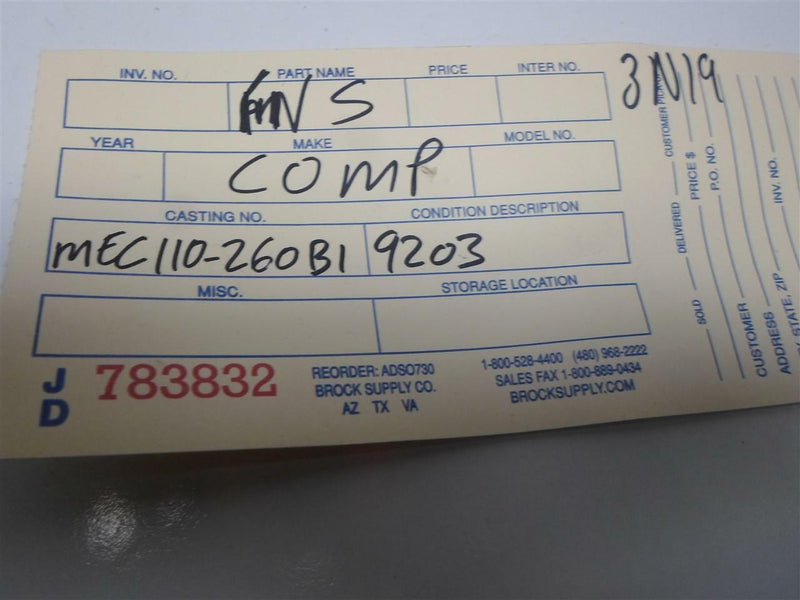 INV. NO. PART NAME PRICE INTER NO.
S
3N19
YEAR MAKE MODEL NO.
COMP
CASTING NO. CONDITION DESCRIPTION
MEC110-260B1 9203
MISC. STORAGE LOCATION
JD 783832
REORDER: ADSO730
BROCK SUPPLY CO.
AZ TX VA
1-800-528-4400 (480) 968-2222
SALES FAX 1-800-889-0434
BROCKSUPPLY.COM
SOLD DELIVERED CUSTOMER
PRICE $
P.O. NO.
CUSTOMER
ADDRESS INV. NO.
STATE, ZIP